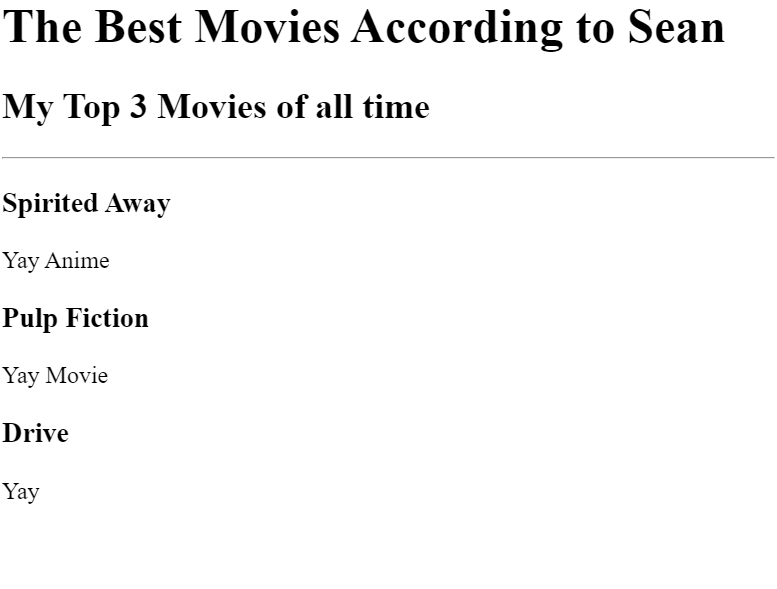 The Best Movies According to Sean
My Top 3 Movies of all time
Spirited Away
Yay Anime
Pulp Fiction
Yay Movie
Drive
Yay